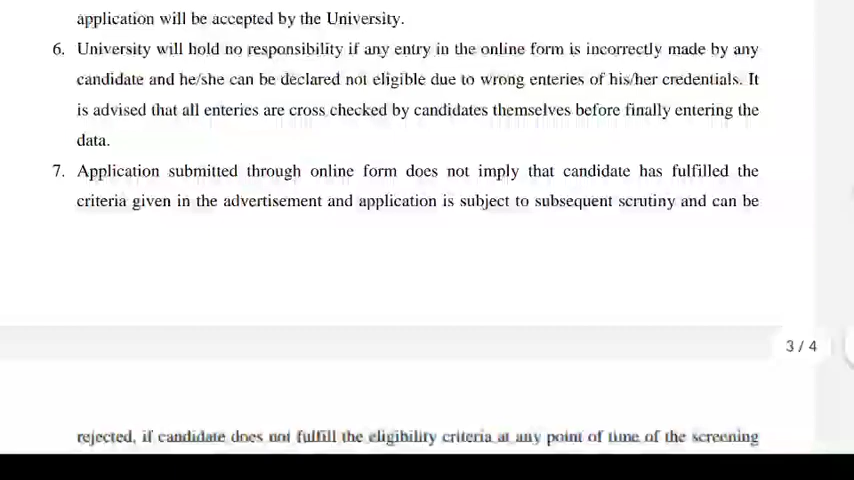 application will be accepted by the University.
6. University will hold no responsibility if any entry in the online form is incorrectly made by any
candidate and he/she can be declared not eligible due to wrong enteries of his/her credentials. It
is advised that all enteries are cross checked by candidates themselves before finally entering the
data.
7. Application submitted through online form does not imply that candidate has fulfilled the
criteria given in the advertisement and application is subject to subsequent scrutiny and can be
3 / 4
rejected, if candidate does not fulfill the eligibility criteria at any point of time of the screening